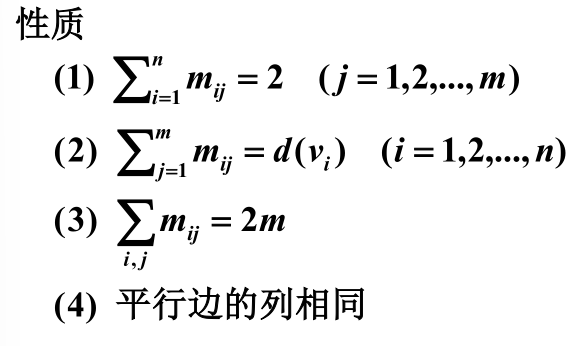 性质
(1) ∑_{i=1}^{n} m_{ij} = 2 (j = 1,2,...,m)
(2) ∑_{j=1}^{m} m_{ij} = d(v_i) (i = 1,2,...,n)
(3) ∑_{i,j} m_{ij} = 2m
(4) 平行边的列相同